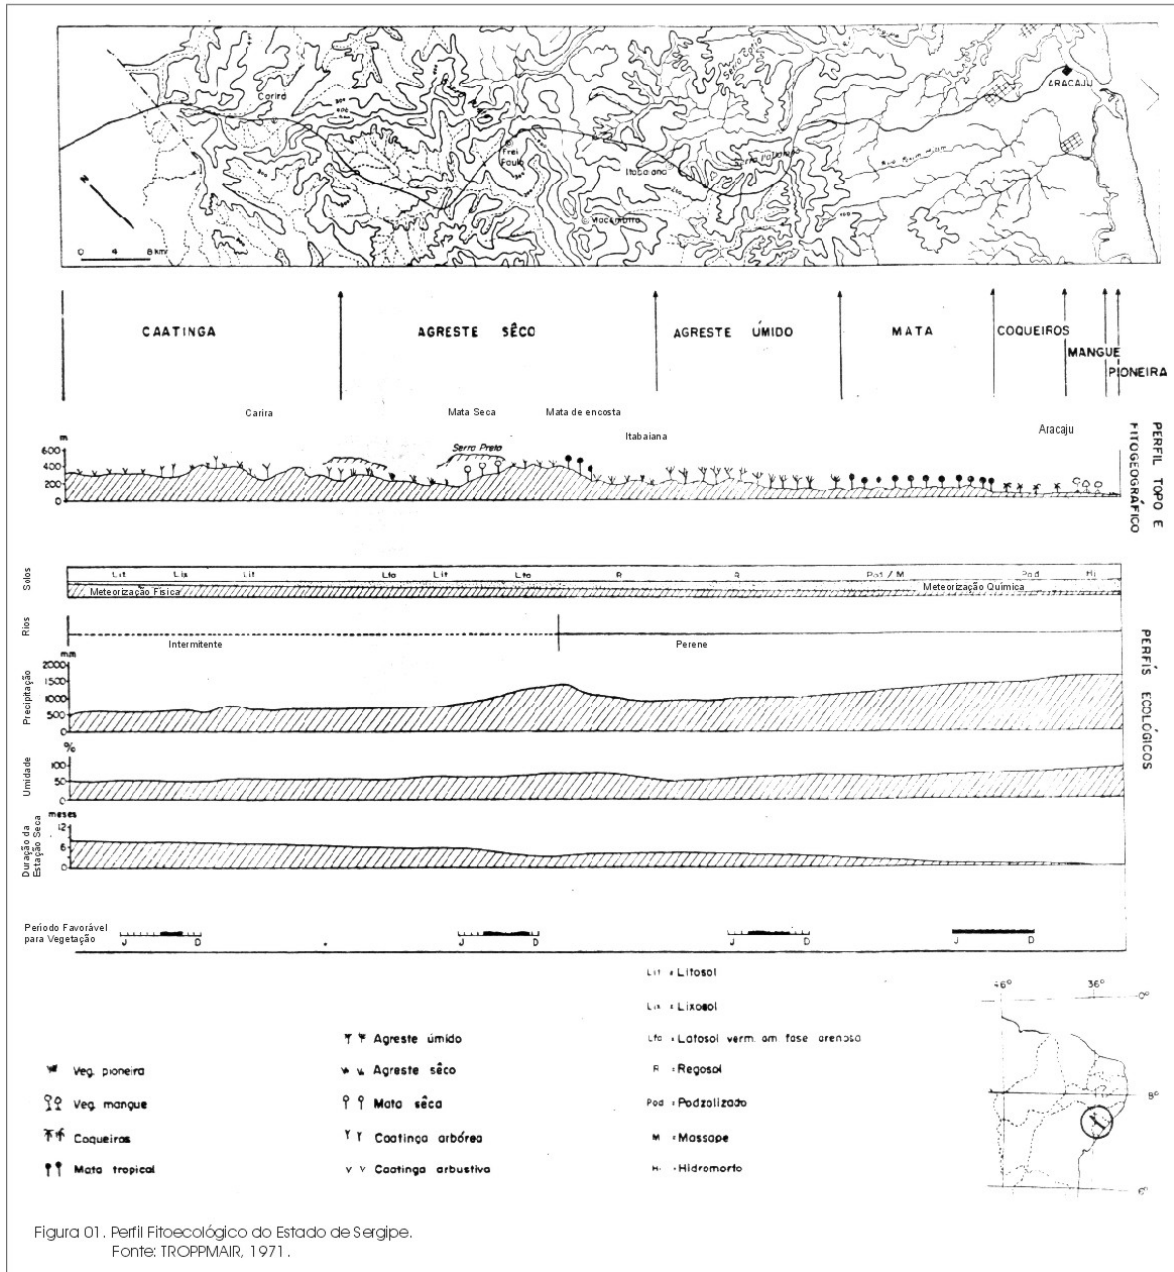 Carira
Frei
Paulo
Itabaiana
Macambira
ARACAJU
N
0 4 8 km
CAATINGA
AGRESTE SÊCO
AGRESTE ÚMIDO
MATA
COQUEIROS
MANGUE
PIONEIRA
Carira
Mata Seca
Mata de encosta
Itabaiana
Aracaju
Serra Preta
m
600
400
200
0
PERFIL TOPO E
FITOGEOGRÁFICO
Solos
Lit Lix Lit Lta Lit Lta R R Pod / M Pod Hi
Meteorização Física
Meteorização Química
Rios
Intermitente
Perene
PERFÍS ECOLÓGICOS
Precipitação
mm
2000
1500
1000
500
0
Umidade
%
100
50
0
Duração da
Estação Seca
meses
12
6
0
Período Favorável
para Vegetação
J D J D J D J D
Veg. pioneira
Veg. mangue
Coqueiros
Mata tropical
Agreste úmido
Agreste sêco
Mata sêca
Caatinga arbórea
Caatinga arbustiva
Lit = Litosol
Lix = Lixosol
Lta = Latosol verm. am fase arenosa
R = Regosol
Pod = Podzolizado
M = Massape
Hi = Hidromorfo
46° 36° 0°
8°
Figura 01. Perfil Fitoecológico do Estado de Sergipe.
Fonte: TROPPMAIR, 1971.